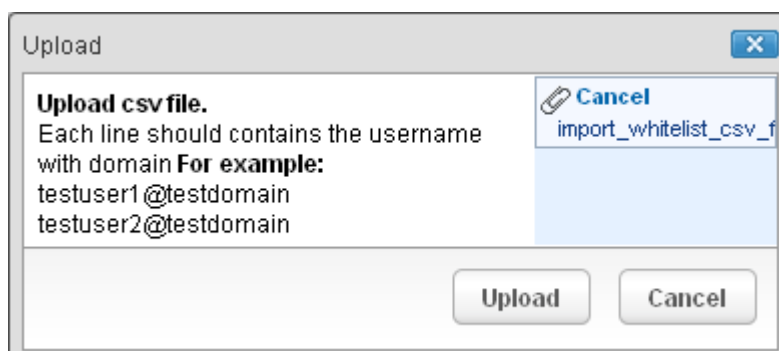 Upload
Upload csv file.
Each line should contains the username
with domain For example:
testuser1@testdomain
testuser2@testdomain
Cancel
import_whitelist_csv_f
Upload
Cancel